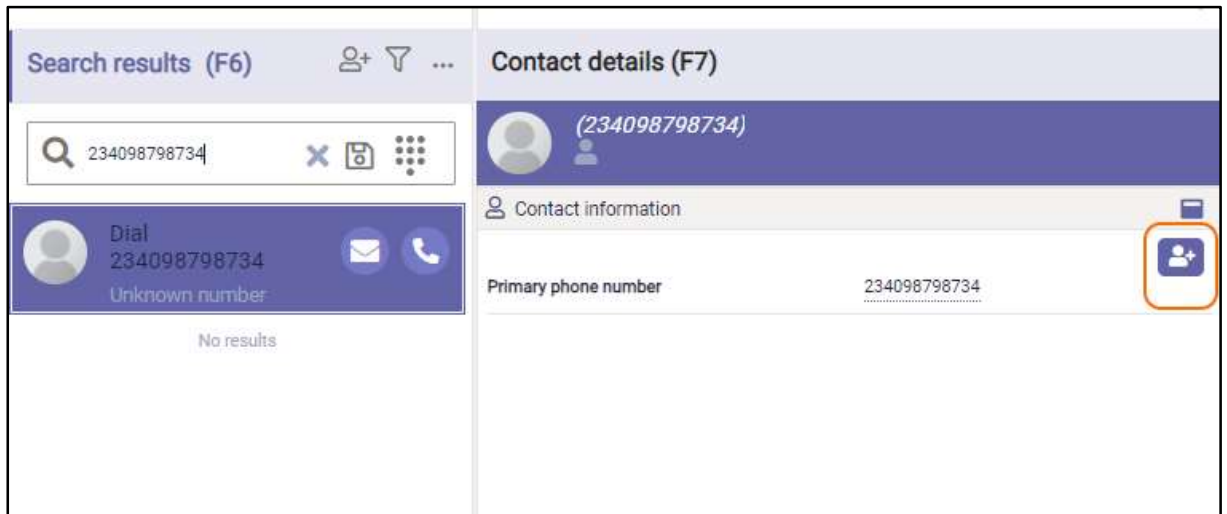 Search results (F6)
...
234098798734
Dial
234098798734
Unknown number
No results
Contact details (F7)
(234098798734)
Contact information
Primary phone number 234098798734